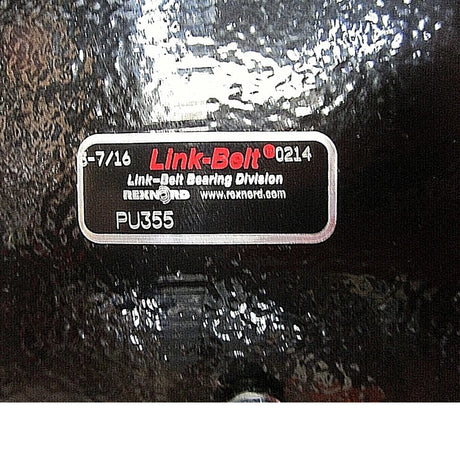 -7/16 Link-Belt® 0214
Link-Belt Bearing Division
REXNORD www.rexnord.com
PU355